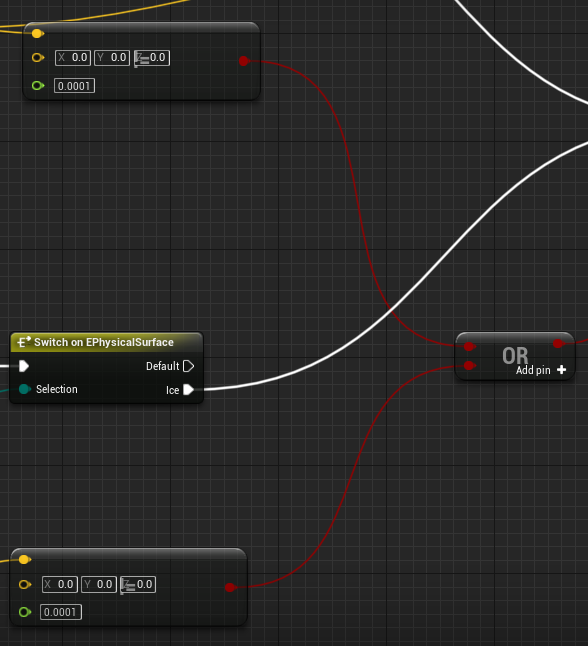 X 0.0 Y 0.0 Z 0.0
0.0001
Switch on EPhysicalSurface
Default
Selection
Ice
OR
Add pin
X 0.0 Y 0.0 Z 0.0
0.0001